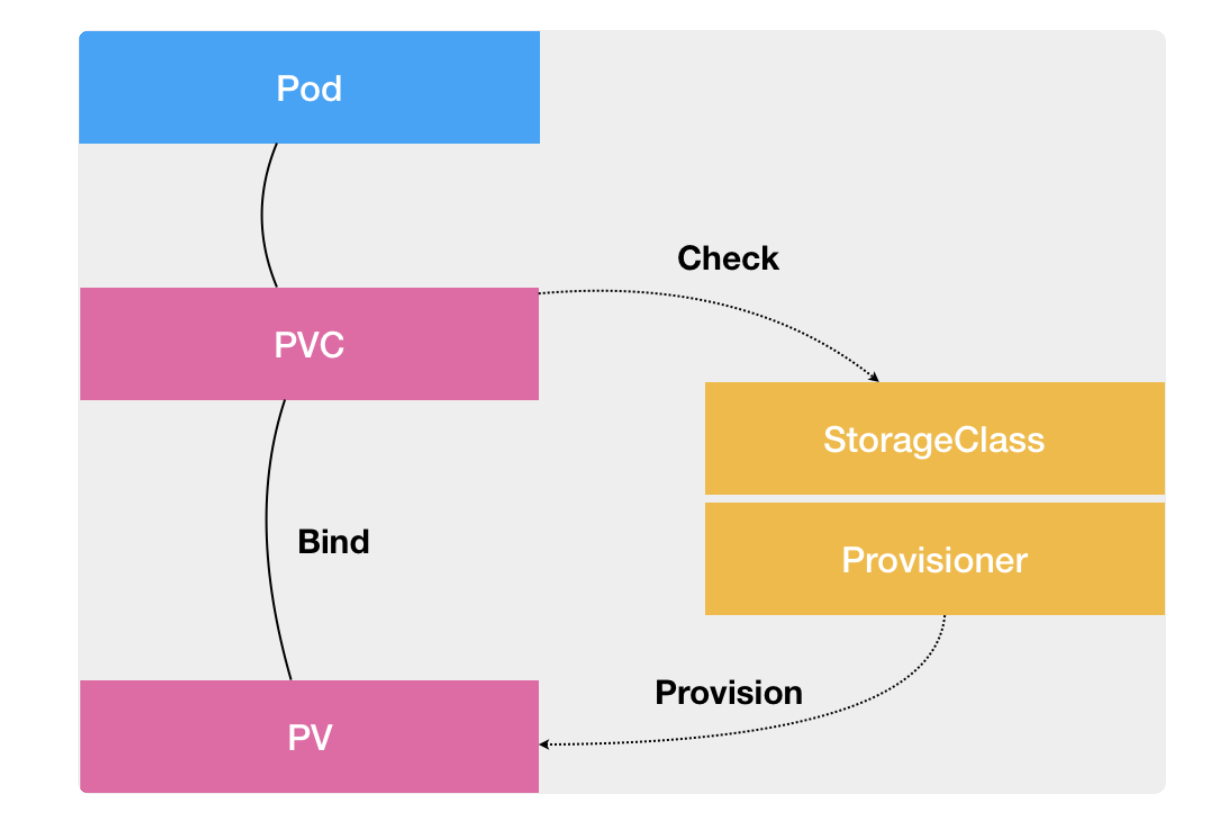 Pod
Check
PVC
StorageClass
Bind
Provisioner
Provision
PV